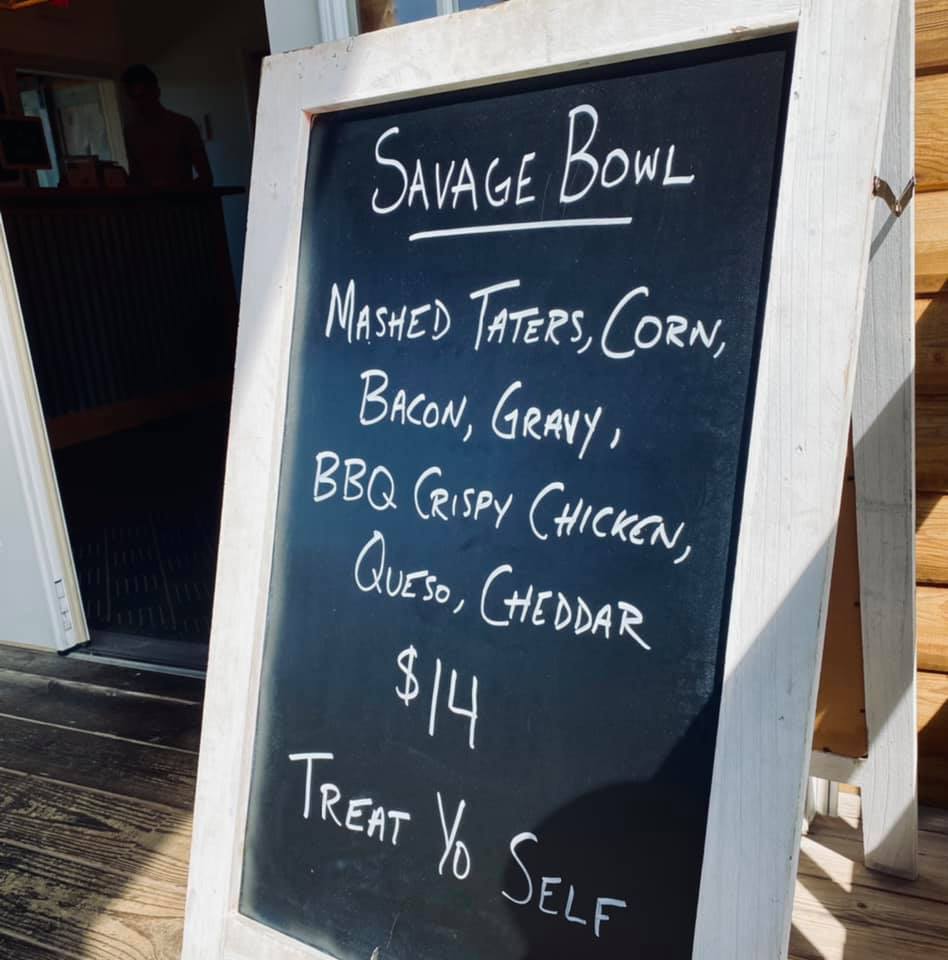 SAVAGE BOWL
MASHED TATERS, CORN,
BACON, GRAVY,
BBQ CRISPY CHICKEN,
QUESO, CHEDDAR
$14
TREAT YO SELF